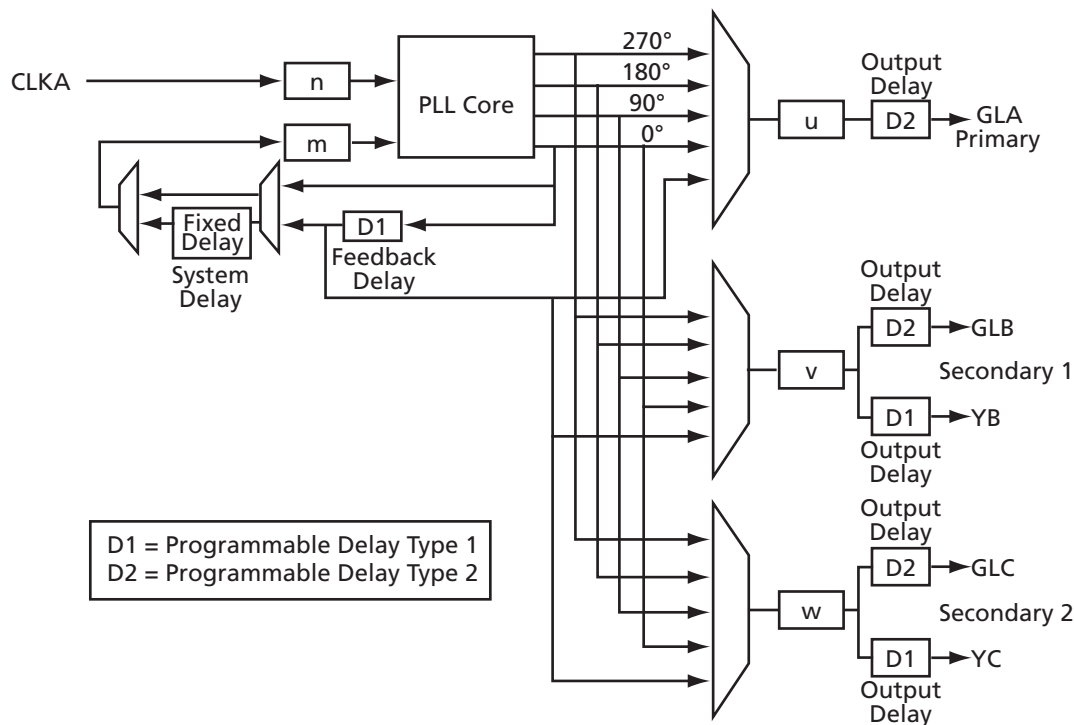 CLKA
n
m
PLL Core
270°
180°
90°
0°
u
Output
Delay
D2
GLA
Primary
Fixed
Delay
System
Delay
D1
Feedback
Delay
v
Output
Delay
D2
GLB
Secondary 1
D1
YB
Output
Delay
D1 = Programmable Delay Type 1
D2 = Programmable Delay Type 2
w
Output
Delay
D2
GLC
Secondary 2
D1
YC
Output
Delay